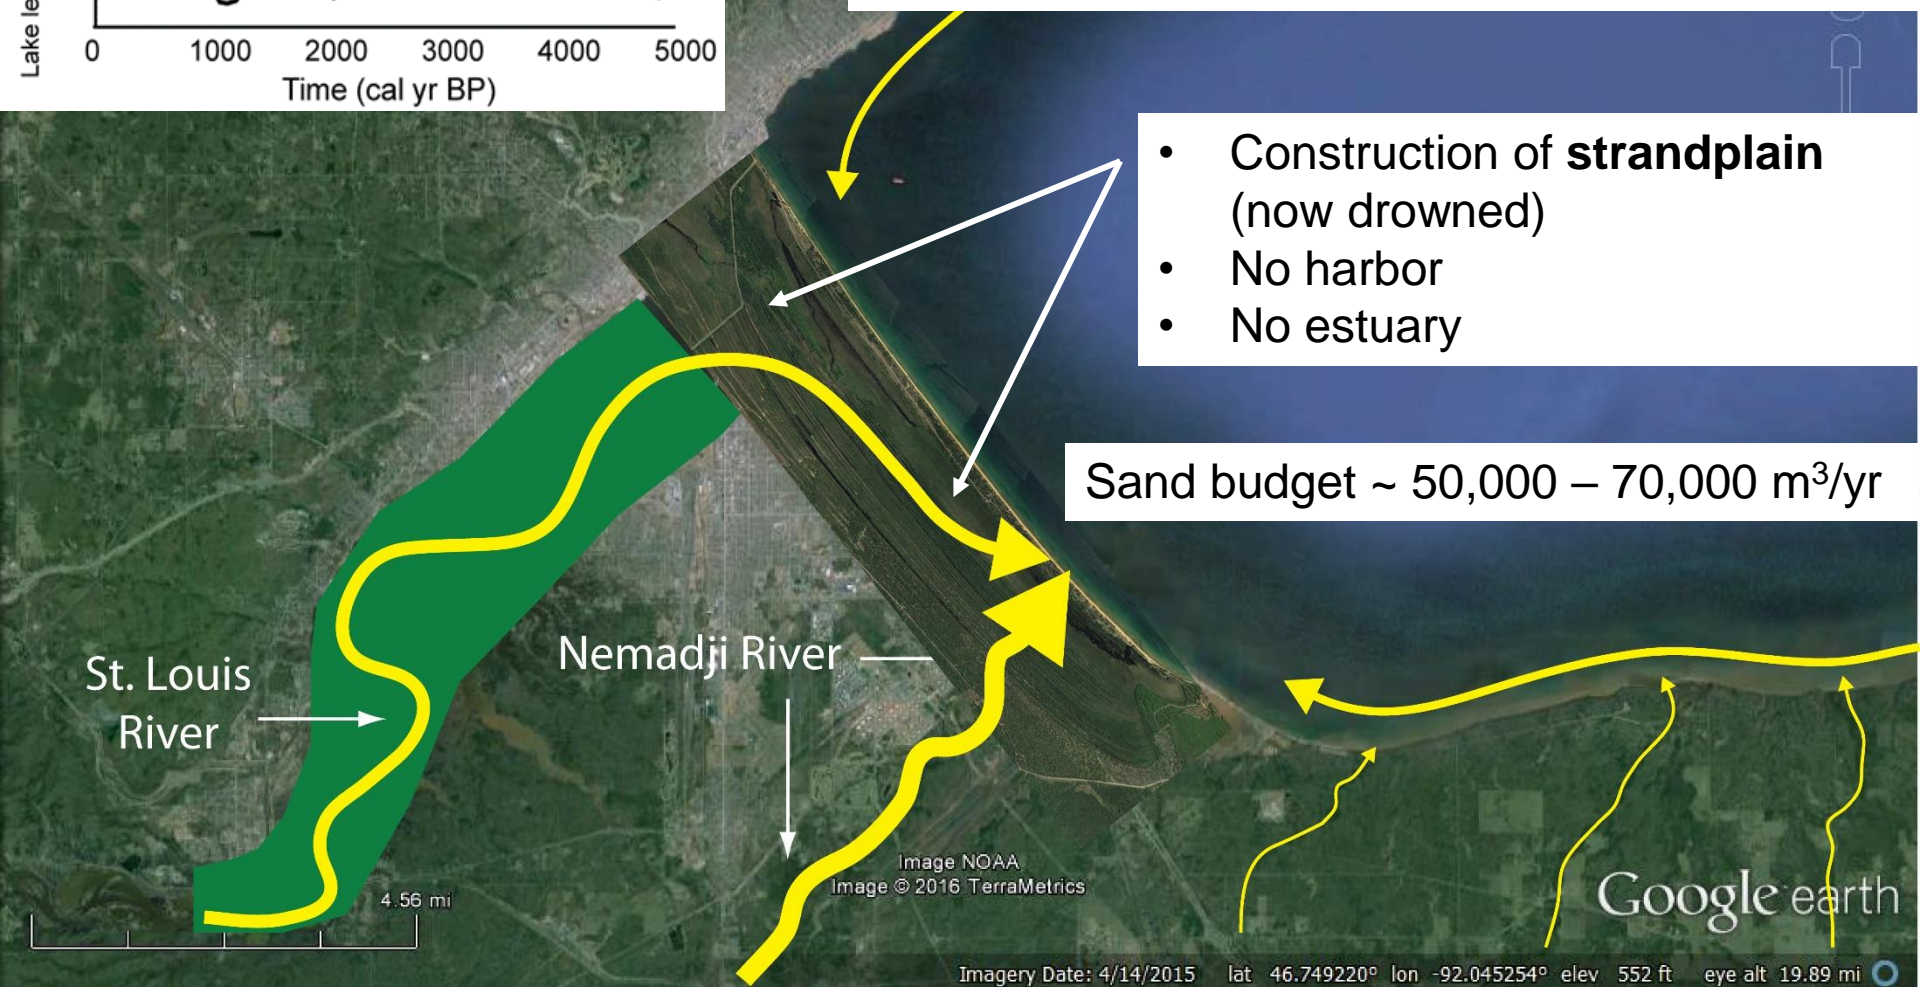 Lake le
0 1000 2000 3000 4000 5000
Time (cal yr BP)
• Construction of strandplain
(now drowned)
• No harbor
• No estuary
Sand budget ~ 50,000 – 70,000 m³/yr
Nemadji River
St. Louis
River
4.56 mi
Image NOAA
Image © 2016 TerraMetrics
Google earth
Imagery Date: 4/14/2015 lat 46.749220° lon -92.045254° elev 552 ft eye alt 19.89 mi